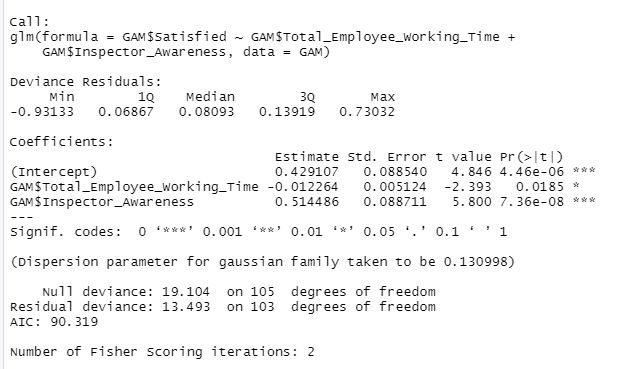 Call:
glm(formula = GAM$Satisfied ~ GAM$Total_Employee_Working_Time +
    GAM$Inspector_Awareness, data = GAM)
Deviance Residuals:
     Min       1Q   Median       3Q      Max
-0.93133  0.06867  0.08093  0.13919  0.73032
Coefficients:
                                 Estimate Std. Error t value Pr(>|t|)
(Intercept)                      0.429107   0.088540   4.846 4.46e-06 ***
GAM$Total_Employee_Working_Time -0.012264   0.005124  -2.393   0.0185 *
GAM$Inspector_Awareness          0.514486   0.088711   5.800 7.36e-08 ***
---
Signif. codes:  0 ‘***’ 0.001 ‘**’ 0.01 ‘*’ 0.05 ‘.’ 0.1 ‘ ’ 1
(Dispersion parameter for gaussian family taken to be 0.130998)
    Null deviance: 19.104  on 105  degrees of freedom
Residual deviance: 13.493  on 103  degrees of freedom
AIC: 90.319
Number of Fisher Scoring iterations: 2